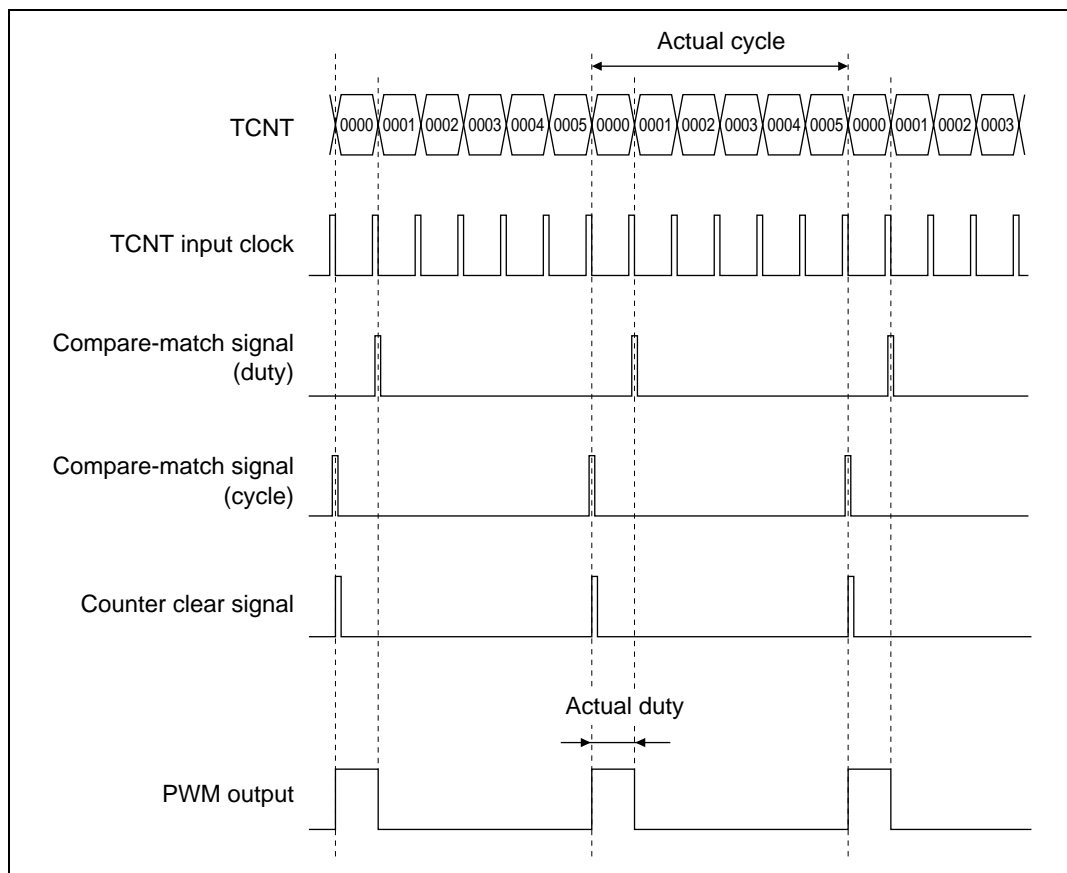 Actual cycle
TCNT
0000 0001 0002 0003 0004 0005 0000 0001 0002 0003 0004 0005 0000 0001 0002 0003
TCNT input clock
Compare-match signal
(duty)
Compare-match signal
(cycle)
Counter clear signal
Actual duty
PWM output